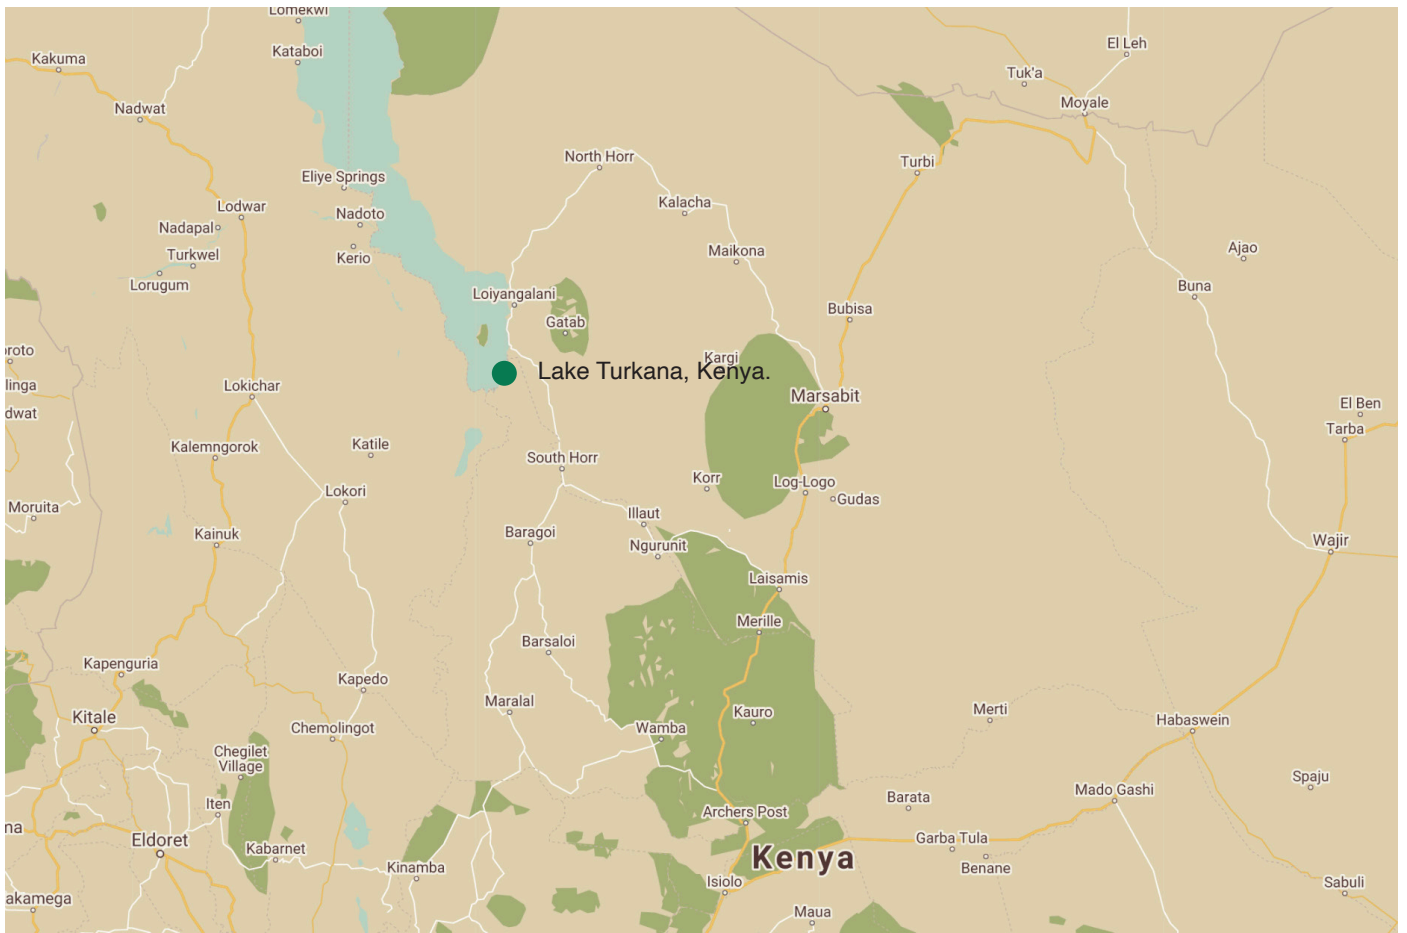 Lomekwi
Kataboi
Kakuma
El Leh
Tuk'a
Nadwat
Moyale
North Horr
Turbi
Eliye Springs
Kalacha
Lodwar
Nadoto
Nadapal
Turkwel
Kerio
Maikona
Ajao
Lorugum
Loiyangalani
Buna
Bubisa
Gatab
oroto
Kargi
Lake Turkana, Kenya.
linga
Lokichar
Marsabit
dwat
El Ben
Tarba
Kalemngorok
Katile
South Horr
Korr
Log-Logo
Gudas
Lokori
Moruita
Illaut
Kainuk
Baragoi
Ngurunit
Wajir
Laisamis
Merille
Barsaloi
Kapenguria
Kapedo
Maralal
Kitale
Chemolingot
Wamba
Kauro
Merti
Habaswein
Chegilet
Village
Spaju
Iten
Barata
Mado Gashi
Archers Post
ma
Eldoret
Kabarnet
Kenya
Garba Tula
Benane
Kinamba
Isiolo
Sabuli
akamega
Maua